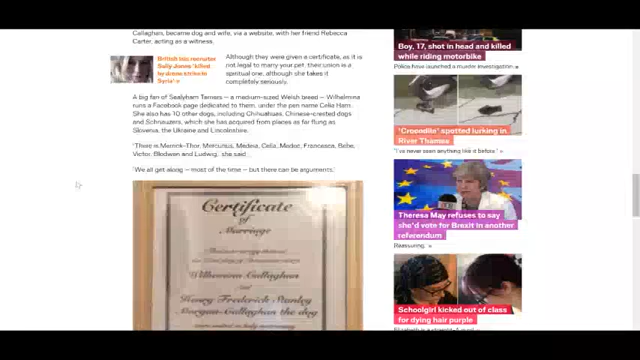 Callaghan, became dog and wife, via a website, with her friend Rebecca
Carter, acting as a witness.
British Isis recruiter
Sally Jones 'killed
by drone strike in
Syria' »
Although they were given a certificate, as it is
not legal to marry your pet, their union is a
spiritual one, although she takes it
completely seriously.
A big fan of Sealyham Terriers – a medium-sized Welsh breed – Wilhelmina
runs a Facebook page dedicated to them, under the pen name Celia Ham.
She also has 10 other dogs, including Chihuahuas, Chinese-crested dogs
and Schnauzers, which she has acquired from places as far flung as
Slovenia, the Ukraine and Lincolnshire.
'There is Merrick-Thor, Mercurius, Medeia, Celia, Madoc, Francesca, Bebe,
Victor, Blodwen and Ludwig,' she said.
'We all get along – most of the time – but there can be arguments.'
Certificate
of
Marriage
Callaghan
And
Henry Frederick Stanley
Morgan-Callaghan the dog
Boy, 17, shot in head and killed
while riding motorbike
Police have launched a murder investigation. »
'Crocodile' spotted lurking in
River Thames
'I've never seen anything like it before' »
Theresa May refuses to say
she'd vote for Brexit in another
referendum
Reassuring. »
Schoolgirl kicked out of class
for dying hair purple